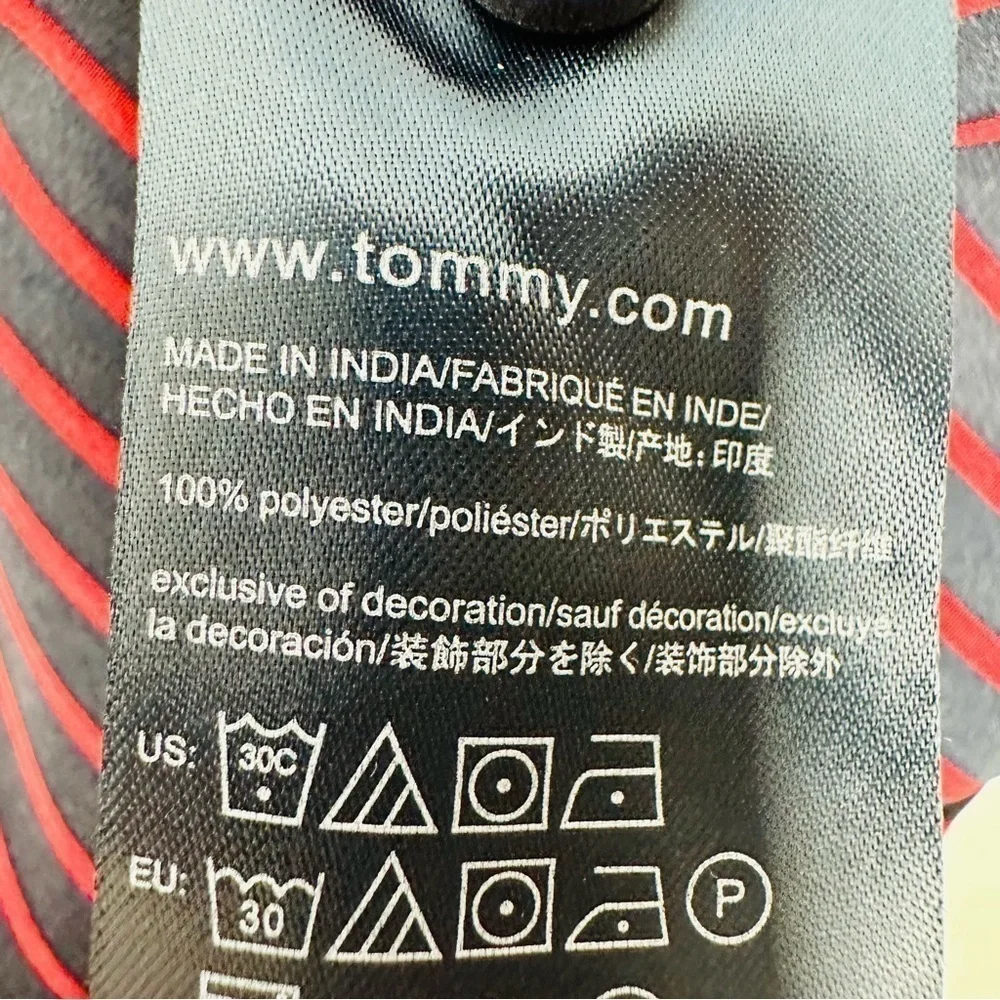 www.tommy.com
MADE IN INDIA/FABRIQUÉ EN INDE/
HECHO EN INDIA/インド製/产地: 印度
100% polyester/poliéster/ポリエステル/聚酯纤维
exclusive of decoration/sauf décoration/excluye
la decoración/装飾部分を除く/装饰部分除外
US: 30C
EU: 30 P